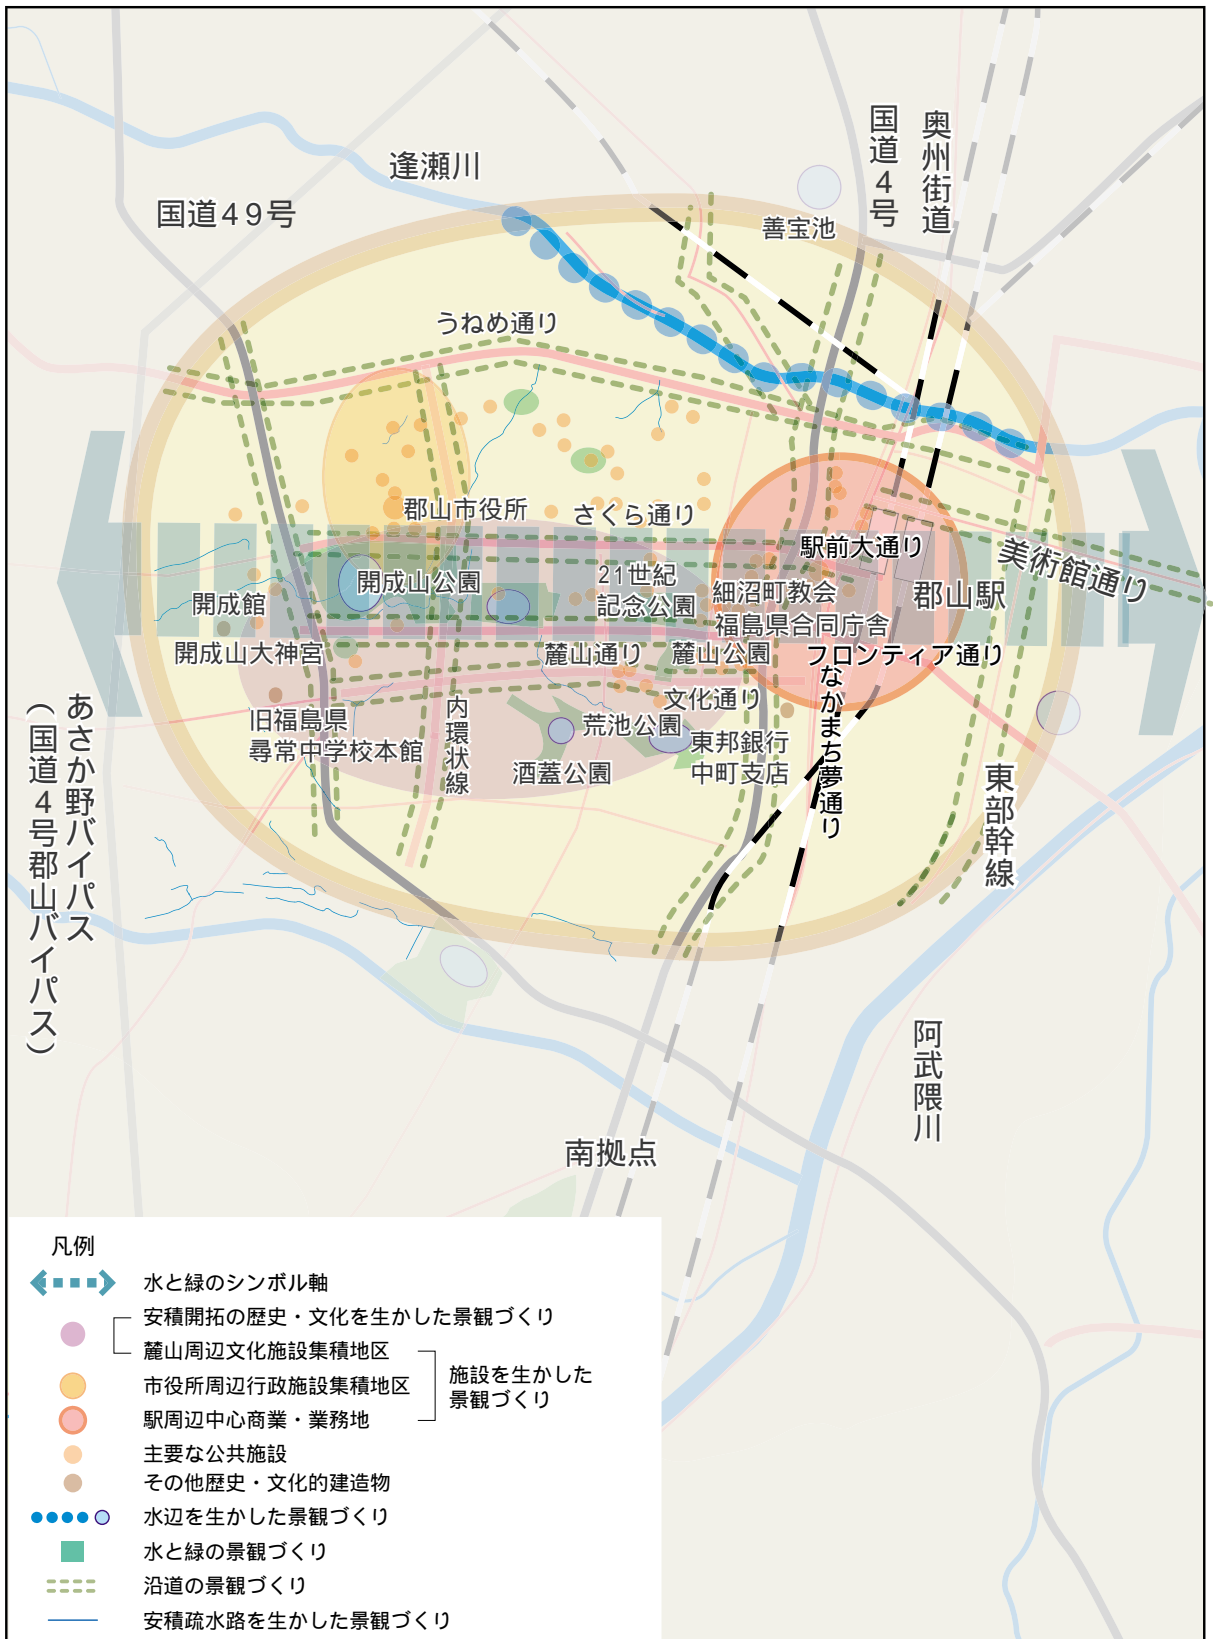 国道4号
奥州街道
逢瀬川
国道49号
善宝池
うねめ通り
郡山市役所
さくら通り
駅前大通り
美術館通り
開成山公園
21世紀
記念公園
細沼町教会
郡山駅
開成館
福島県合同庁舎
開成山大神宮
麓山通り
麓山公園
フロンティア通り
なかまち夢通り
文化通り
内環状線
旧福島県
尋常中学校本館
荒池公園
東邦銀行
中町支店
酒蓋公園
東部幹線
あさか野バイパス
（国道4号郡山バイパス）
阿武隈川
南拠点
凡例
水と緑のシンボル軸
安積開拓の歴史・文化を生かした景観づくり
麓山周辺文化施設集積地区
市役所周辺行政施設集積地区
駅周辺中心商業・業務地
施設を生かした
景観づくり
主要な公共施設
その他歴史・文化的建造物
水辺を生かした景観づくり
水と緑の景観づくり
沿道の景観づくり
安積疏水路を生かした景観づくり